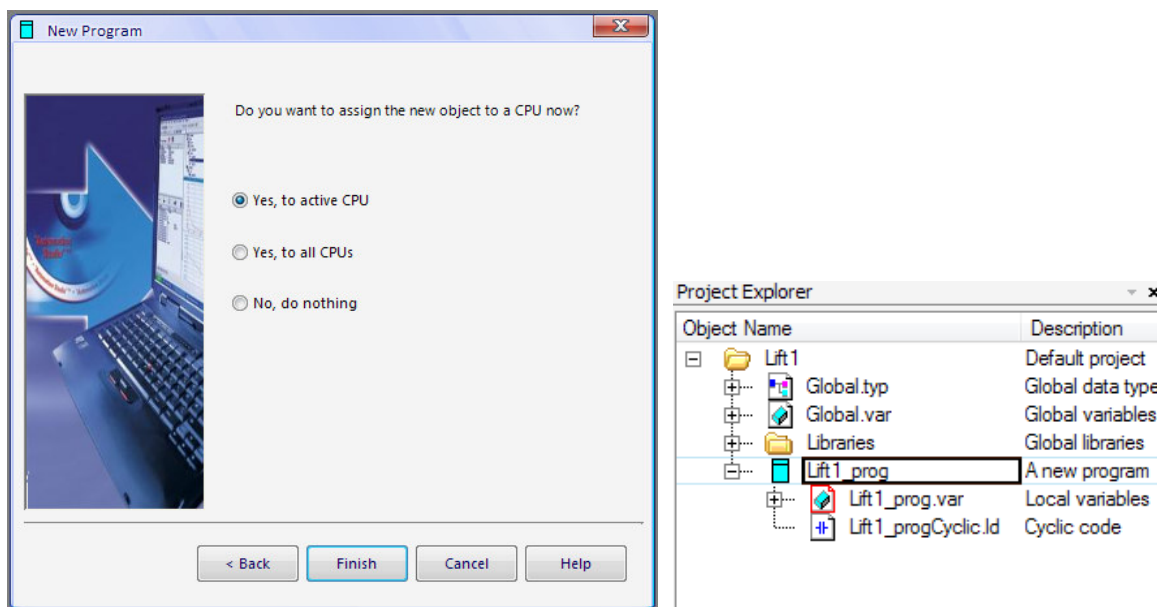 New Program
Do you want to assign the new object to a CPU now?
Yes, to active CPU
Yes, to all CPUs
No, do nothing
< Back
Finish
Cancel
Help
Project Explorer
Object Name Description
Lift1 Default project
Global.typ Global data type
Global.var Global variables
Libraries Global libraries
Lift1_prog A new program
Lift1_prog.var Local variables
Lift1_progCyclic.ld Cyclic code